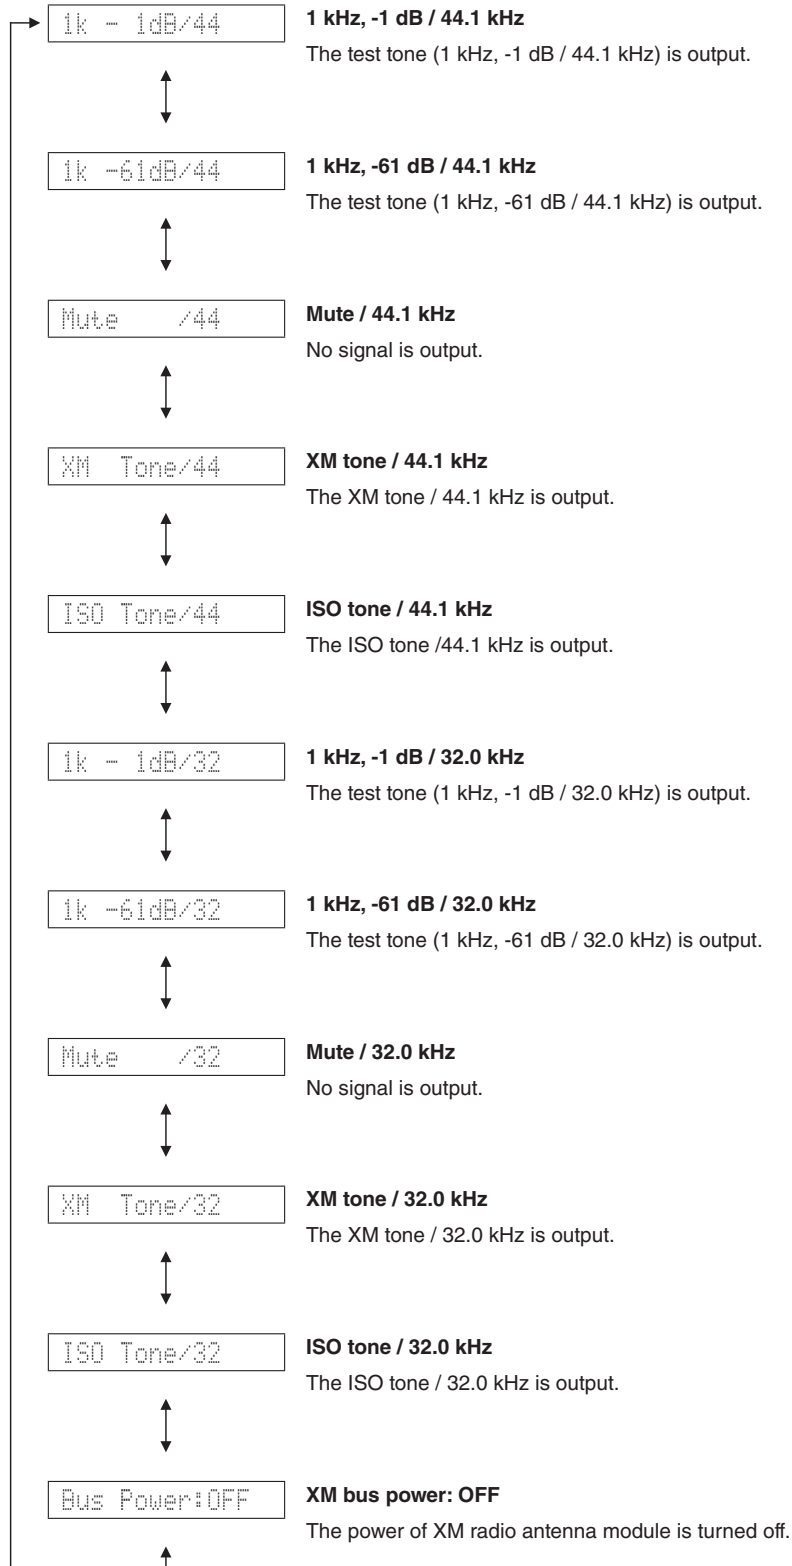 1k - 1dB/44
1 kHz, -1 dB / 44.1 kHz
The test tone (1 kHz, -1 dB / 44.1 kHz) is output.
1k -61dB/44
1 kHz, -61 dB / 44.1 kHz
The test tone (1 kHz, -61 dB / 44.1 kHz) is output.
Mute /44
Mute / 44.1 kHz
No signal is output.
XM Tone/44
XM tone / 44.1 kHz
The XM tone / 44.1 kHz is output.
ISO Tone/44
ISO tone / 44.1 kHz
The ISO tone /44.1 kHz is output.
1k - 1dB/32
1 kHz, -1 dB / 32.0 kHz
The test tone (1 kHz, -1 dB / 32.0 kHz) is output.
1k -61dB/32
1 kHz, -61 dB / 32.0 kHz
The test tone (1 kHz, -61 dB / 32.0 kHz) is output.
Mute /32
Mute / 32.0 kHz
No signal is output.
XM Tone/32
XM tone / 32.0 kHz
The XM tone / 32.0 kHz is output.
ISO Tone/32
ISO tone / 32.0 kHz
The ISO tone / 32.0 kHz is output.
Bus Power:OFF
XM bus power: OFF
The power of XM radio antenna module is turned off.